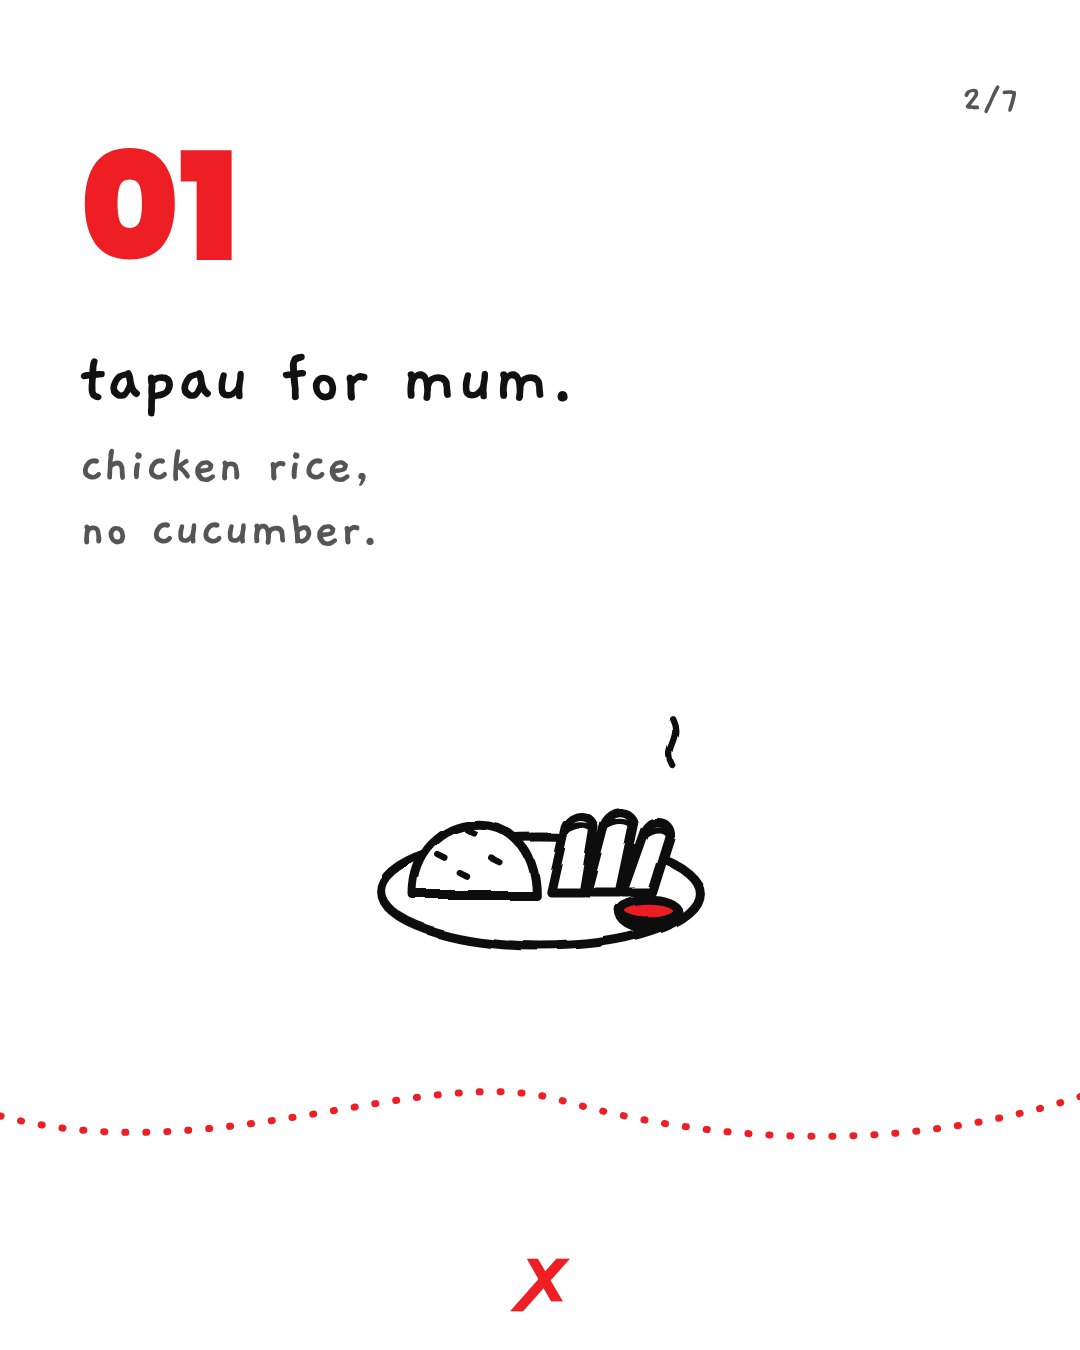 2/7
01
tapau for mum.
chicken rice,
no cucumber.
X